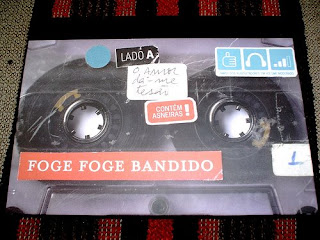 LADO A
O Amor
dá-me
tesão
CONTÉM
ASNEIRAS!
FOGE FOGE BANDIDO
1